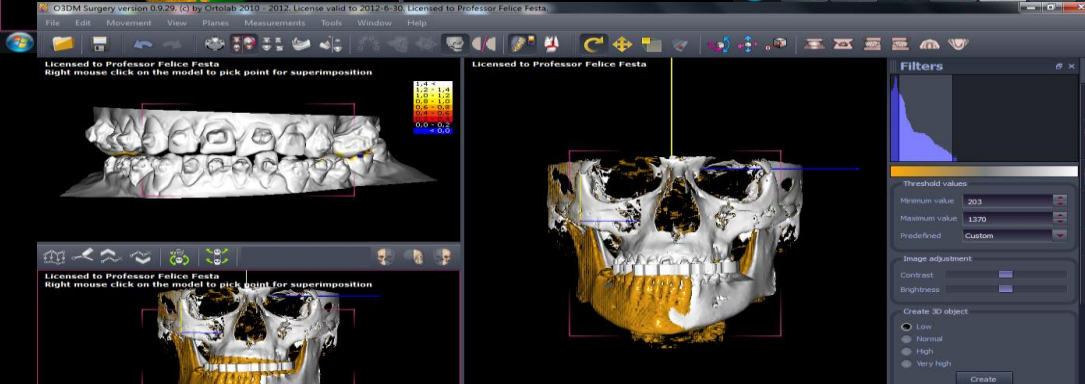 O3DM Surgery version 0.9.29. (c) by Ortolab 2010 - 2012. License valid to 2012-6-30. Licensed to Professor Felice Festa.
File Edit Movement View Planes Measurements Tools Window Help
Licensed to Professor Felice Festa
Right mouse click on the model to pick point for superimposition
1,4 <
1,2 - 1,4
1,0 - 1,2
0,8 - 1,0
0,6 - 0,8
0,4 - 0,6
0,0 - 0,2
< 0,0
Licensed to Professor Felice Festa
Right mouse click on the model to pick point for superimposition
Licensed to Professor Felice Festa
Filters
Threshold values
Minimum value 203
Maximum value 1370
Predefined Custom
Image adjustment
Contrast
Brightness
Create 3D object
Low
Normal
High
Very high
Create